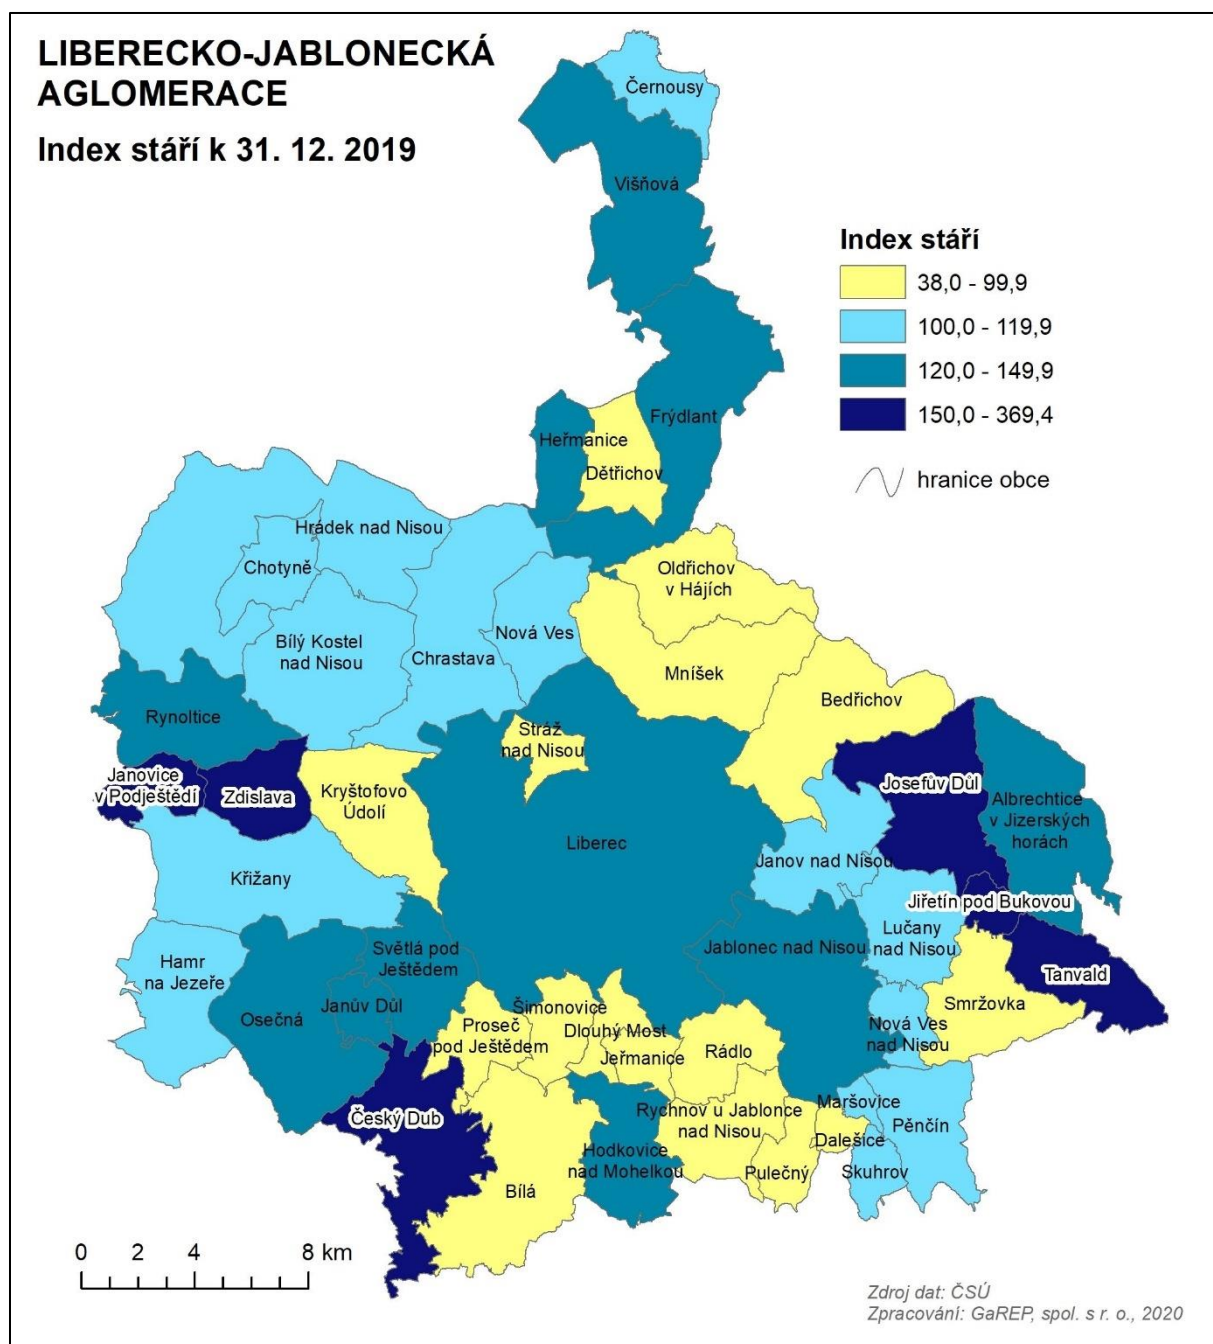 LIBERECKO-JABLONECKÁ
AGLOMERACE
Index stáří k 31. 12. 2019
Index stáří
38,0 - 99,9
100,0 - 119,9
120,0 - 149,9
150,0 - 369,4
hranice obce
Černousy
Višňová
Frýdlant
Heřmanice
Dětřichov
Hrádek nad Nisou
Chotyně
Oldřichov
v Hájích
Nová Ves
Bílý Kostel
nad Nisou
Chrastava
Mníšek
Bedřichov
Rynoltice
Stráž
nad Nisou
Janovice
v Podještědí
Zdislava
Kryštofovo
Údolí
Josefův Důl
Albrechtice
v Jizerských
horách
Liberec
Janov nad Nisou
Křižany
Jiřetín pod Bukovou
Lučany
nad Nisou
Jablonec nad Nisou
Světlá pod
Ještědem
Hamr
na Jezeře
Tanvald
Janův Důl
Osečná
Smržovka
Šimonovice
Proseč
pod Ještědem
Dlouhý Most
Nová Ves
nad Nisou
Jeřmanice
Rádlo
Maršovice
Český Dub
Rychnov u Jablonce
nad Nisou
Pěnčín
Dalešice
Hodkovice
nad Mohelkou
Pulečný
Skuhrov
Bílá
0 2 4 8 km
Zdroj dat: ČSÚ
Zpracování: GaREP, spol. s r. o., 2020